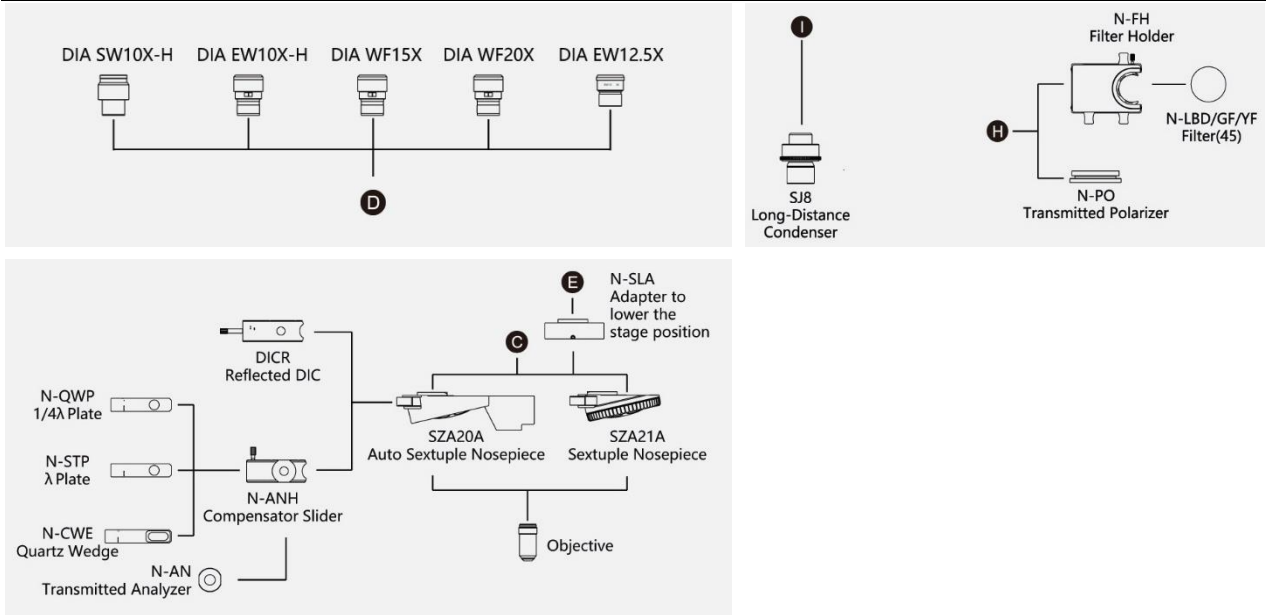 DIA SW10X-H
DIA EW10X-H
DIA WF15X
DIA WF20X
DIA EW12.5X
D
I
SJ8
Long-Distance
Condenser
N-FH
Filter Holder
N-LBD/GF/YF
Filter(45)
H
N-PO
Transmitted Polarizer
E
N-SLA
Adapter to
lower the
stage position
C
DICR
Reflected DIC
N-QWP
1/4λ Plate
N-STP
λ Plate
N-CWE
Quartz Wedge
N-ANH
Compensator Slider
N-AN
Transmitted Analyzer
SZA20A
Auto Sextuple Nosepiece
SZA21A
Sextuple Nosepiece
Objective